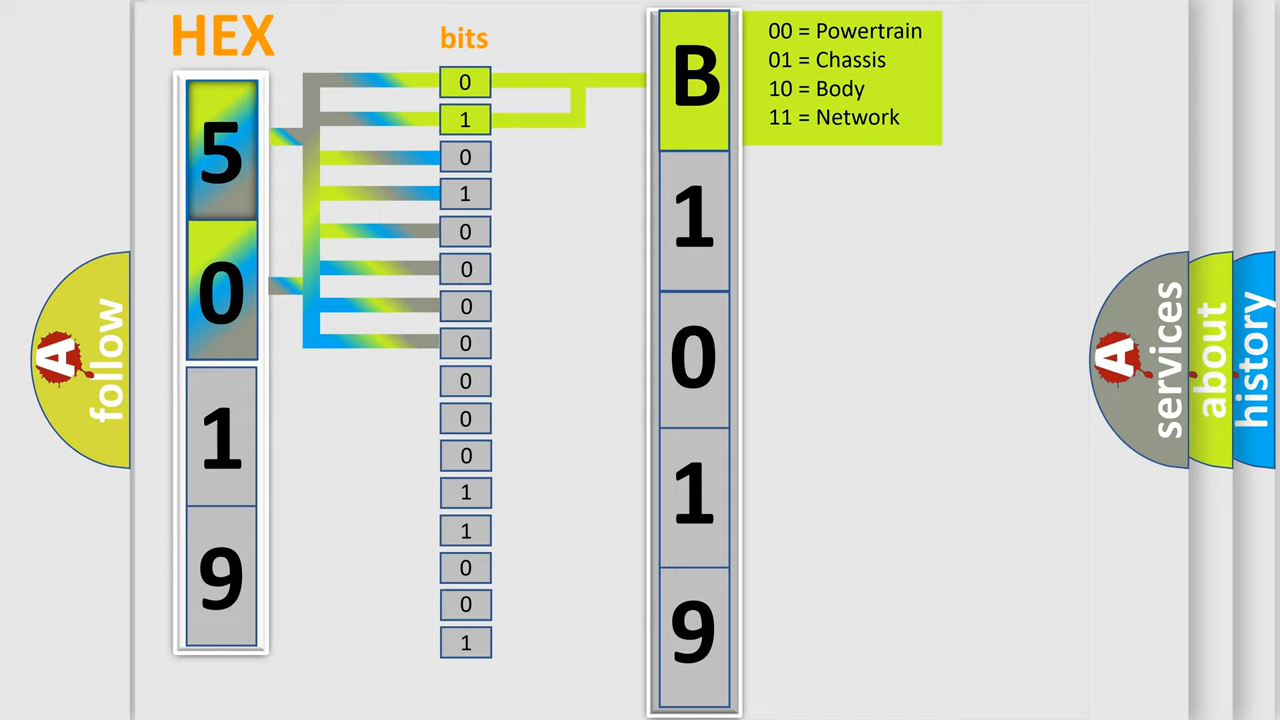 HEX
bits
5
0
1
9
0
1
0
1
0
0
0
0
0
0
0
1
1
0
0
1
B
1
0
1
9
00 = Powertrain
01 = Chassis
10 = Body
11 = Network
A
follow
A
services
about
history